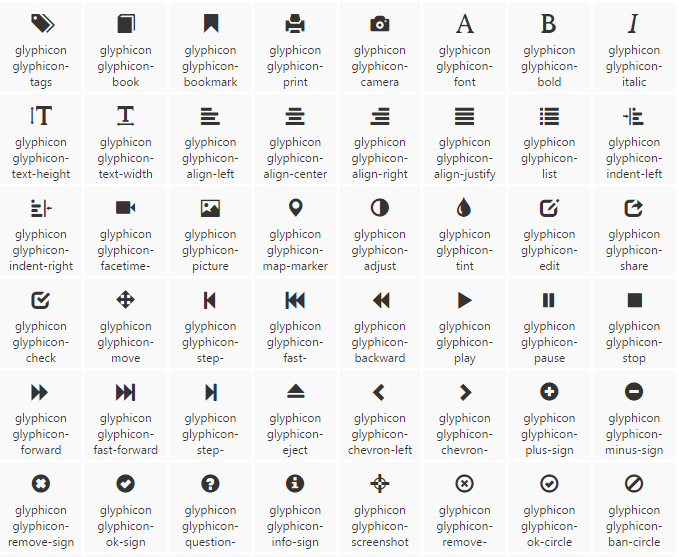 glyphicon glyphicon glyphicon glyphicon glyphicon glyphicon glyphicon glyphicon
glyphicon- glyphicon- glyphicon- glyphicon- glyphicon- glyphicon- glyphicon- glyphicon-
tags book bookmark print camera font bold italic
glyphicon glyphicon glyphicon glyphicon glyphicon glyphicon glyphicon glyphicon
glyphicon- glyphicon- glyphicon- glyphicon- glyphicon- glyphicon- glyphicon- glyphicon-
text-height text-width align-left align-center align-right align-justify list indent-left
glyphicon glyphicon glyphicon glyphicon glyphicon glyphicon glyphicon glyphicon
glyphicon- glyphicon- glyphicon- glyphicon- glyphicon- glyphicon- glyphicon- glyphicon-
indent-right facetime- picture map-marker adjust tint edit share
glyphicon glyphicon glyphicon glyphicon glyphicon glyphicon glyphicon glyphicon
glyphicon- glyphicon- glyphicon- glyphicon- glyphicon- glyphicon- glyphicon- glyphicon-
check move step- fast- backward play pause stop
glyphicon glyphicon glyphicon glyphicon glyphicon glyphicon glyphicon glyphicon
glyphicon- glyphicon- glyphicon- glyphicon- glyphicon- glyphicon- glyphicon- glyphicon-
forward fast-forward step- eject chevron-left chevron- plus-sign minus-sign
glyphicon glyphicon glyphicon glyphicon glyphicon glyphicon glyphicon glyphicon
glyphicon- glyphicon- glyphicon- glyphicon- glyphicon- glyphicon- glyphicon- glyphicon-
remove-sign ok-sign question- info-sign screenshot remove- ok-circle ban-circle